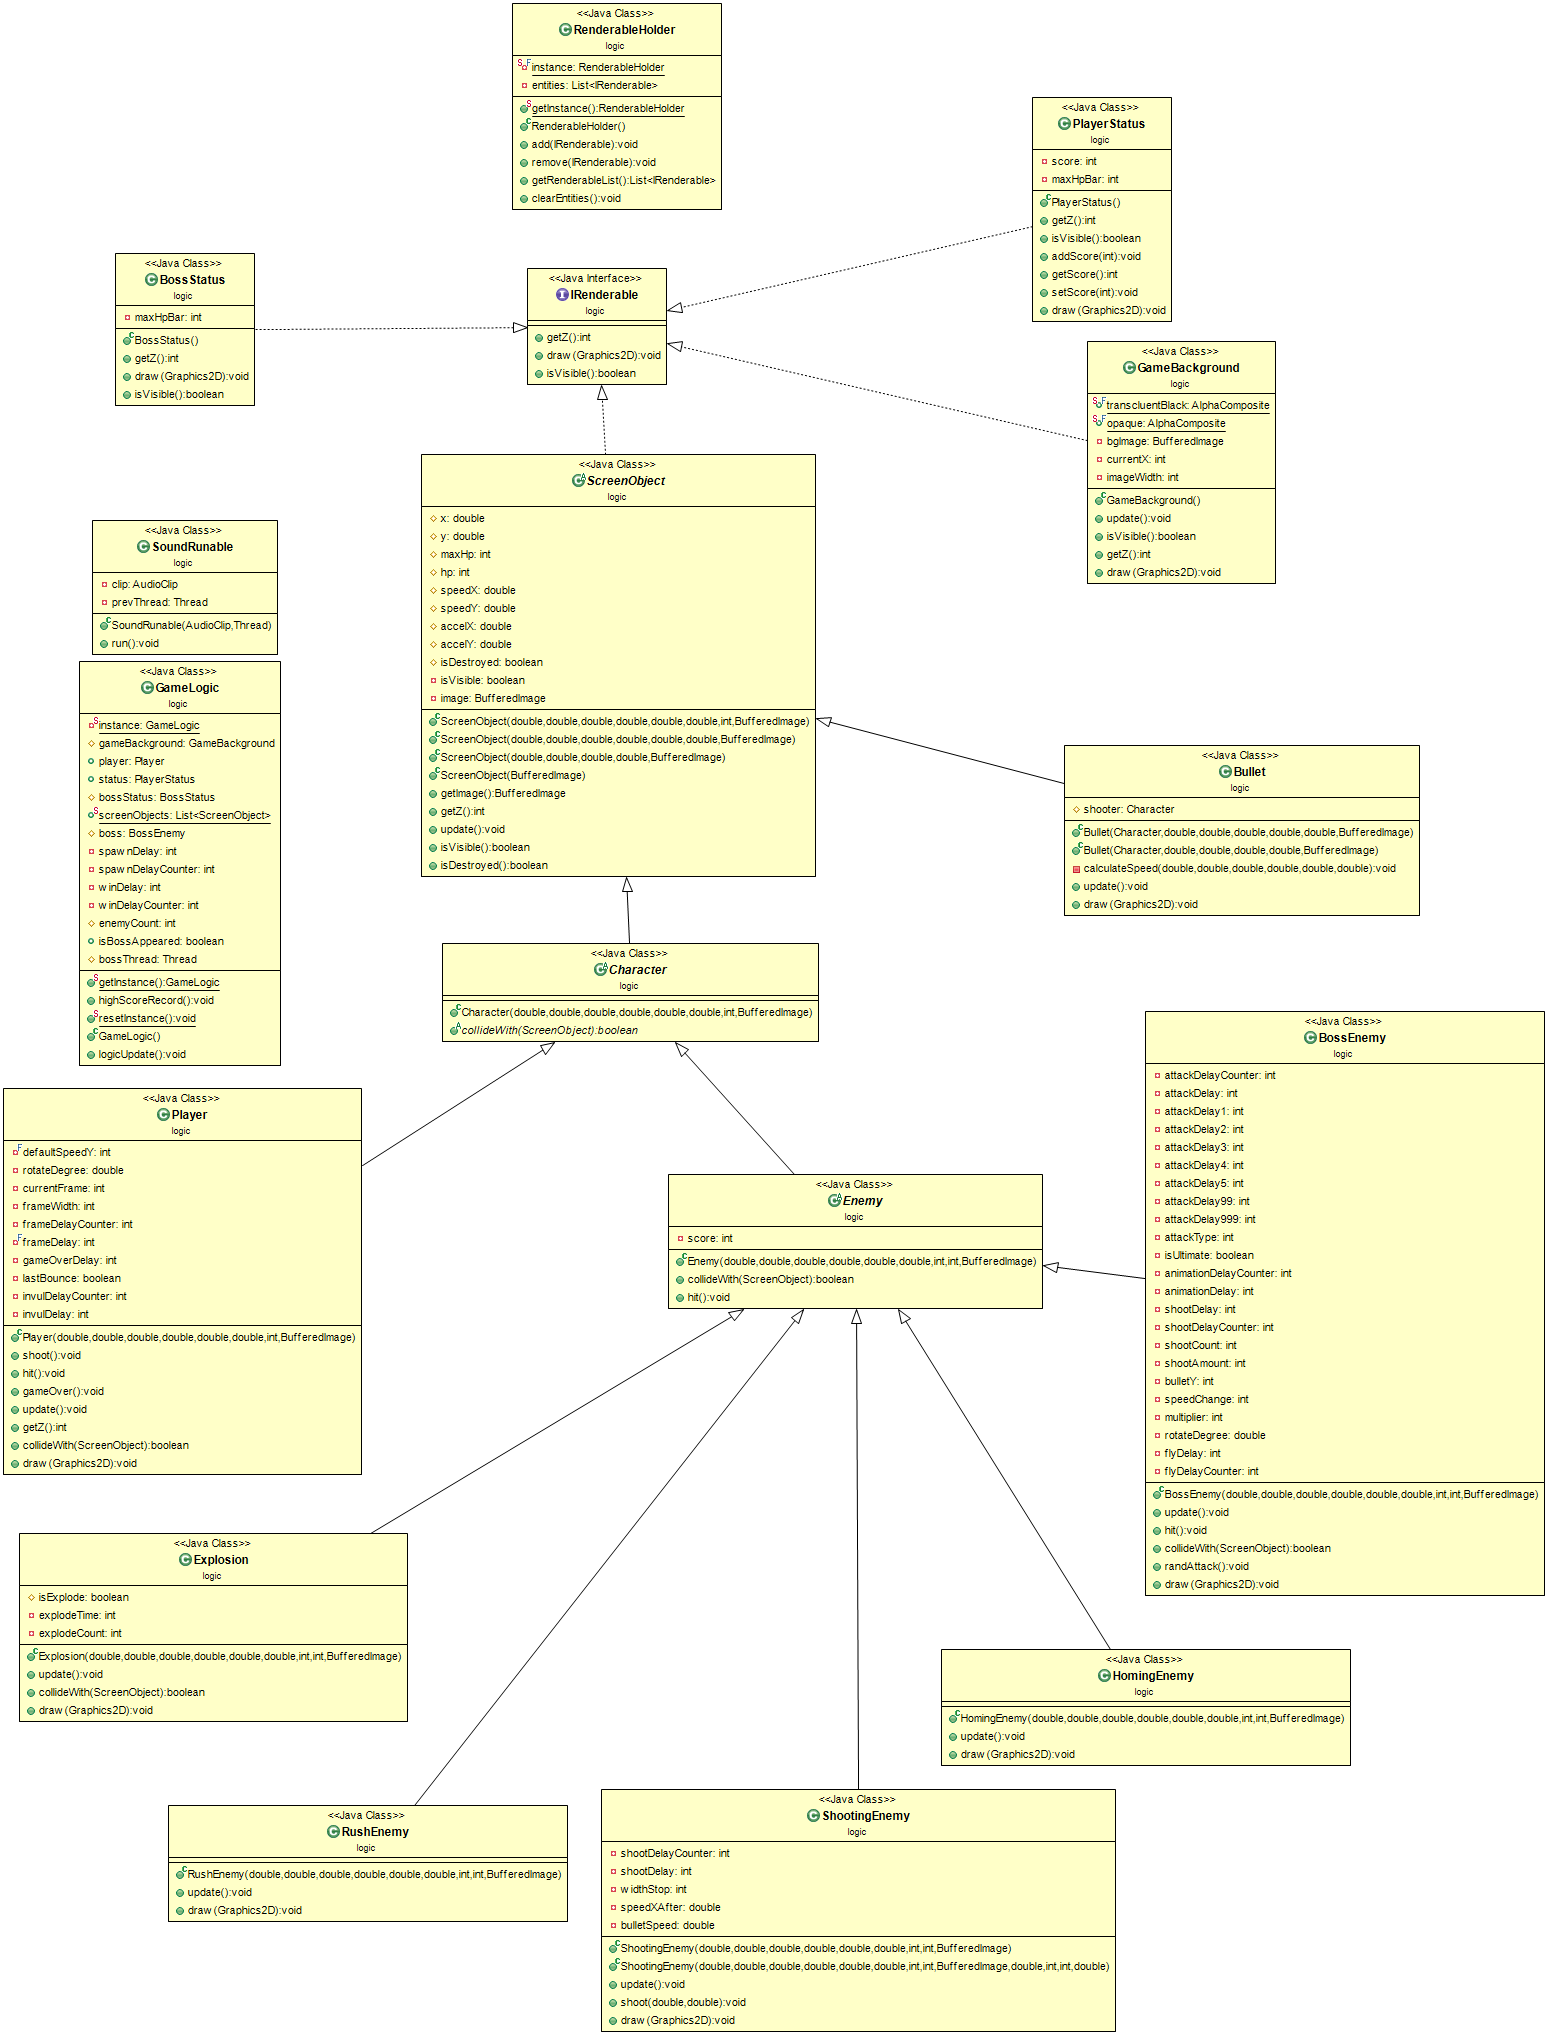 <<Java Class>>
RenderableHolder
logic
instance: RenderableHolder
entities: List<IRenderable>
getInstance():RenderableHolder
RenderableHolder()
add(IRenderable):void
remove(IRenderable):void
getRenderableList():List<IRenderable>
clearEntities():void
<<Java Class>>
PlayerStatus
logic
score: int
maxHpBar: int
PlayerStatus()
getZ():int
isVisible():boolean
addScore(int):void
getScore():int
setScore(int):void
draw(Graphics2D):void
<<Java Class>>
BossStatus
logic
maxHpBar: int
BossStatus()
getZ():int
draw(Graphics2D):void
isVisible():boolean
<<Java Interface>>
IRenderable
logic
getZ():int
draw(Graphics2D):void
isVisible():boolean
<<Java Class>>
GameBackground
logic
transcluentBlack: AlphaComposite
opaque: AlphaComposite
bgImage: BufferedImage
currentX: int
imageWidth: int
GameBackground()
update():void
isVisible():boolean
getZ():int
draw(Graphics2D):void
<<Java Class>>
ScreenObject
logic
x: double
y: double
maxHp: int
hp: int
speedX: double
speedY: double
accelX: double
accelY: double
isDestroyed: boolean
isVisible: boolean
image: BufferedImage
ScreenObject(double,double,double,double,double,double,int,BufferedImage)
ScreenObject(double,double,double,double,double,double,BufferedImage)
ScreenObject(double,double,double,double,BufferedImage)
ScreenObject(BufferedImage)
getImage():BufferedImage
getZ():int
update():void
isVisible():boolean
isDestroyed():boolean
<<Java Class>>
SoundRunable
logic
clip: AudioClip
prevThread: Thread
SoundRunable(AudioClip,Thread)
run():void
<<Java Class>>
GameLogic
logic
instance: GameLogic
gameBackground: GameBackground
player: Player
status: PlayerStatus
bossStatus: BossStatus
screenObjects: List<ScreenObject>
boss: BossEnemy
spawnDelay: int
spawnDelayCounter: int
winDelay: int
winDelayCounter: int
enemyCount: int
isBossAppeared: boolean
bossThread: Thread
getInstance():GameLogic
highScoreRecord():void
resetInstance():void
GameLogic()
logicUpdate():void
<<Java Class>>
Bullet
logic
shooter: Character
Bullet(Character,double,double,double,double,double,BufferedImage)
Bullet(Character,double,double,double,double,BufferedImage)
calculateSpeed(double,double,double,double,double,double):void
update():void
draw(Graphics2D):void
<<Java Class>>
Character
logic
Character(double,double,double,double,double,double,int,BufferedImage)
collideWith(ScreenObject):boolean
<<Java Class>>
BossEnemy
logic
attackDelayCounter: int
attackDelay: int
attackDelay1: int
attackDelay2: int
attackDelay3: int
attackDelay4: int
attackDelay5: int
attackDelay99: int
attackDelay999: int
attackType: int
isUltimate: boolean
animationDelayCounter: int
animationDelay: int
shootDelay: int
shootDelayCounter: int
shootCount: int
shootAmount: int
bulletY: int
speedChange: int
multiplier: int
rotateDegree: double
flyDelay: int
flyDelayCounter: int
BossEnemy(double,double,double,double,double,double,int,int,BufferedImage)
update():void
hit():void
collideWith(ScreenObject):boolean
randAttack():void
draw(Graphics2D):void
<<Java Class>>
Player
logic
defaultSpeedY: int
rotateDegree: double
currentFrame: int
frameWidth: int
frameDelayCounter: int
frameDelay: int
gameOverDelay: int
lastBounce: boolean
invulDelayCounter: int
invulDelay: int
Player(double,double,double,double,double,double,int,BufferedImage)
shoot():void
hit():void
gameOver():void
update():void
getZ():int
collideWith(ScreenObject):boolean
draw(Graphics2D):void
<<Java Class>>
Enemy
logic
score: int
Enemy(double,double,double,double,double,double,int,int,BufferedImage)
collideWith(ScreenObject):boolean
hit():void
<<Java Class>>
Explosion
logic
isExplode: boolean
explodeTime: int
explodeCount: int
Explosion(double,double,double,double,double,double,int,int,BufferedImage)
update():void
collideWith(ScreenObject):boolean
draw(Graphics2D):void
<<Java Class>>
HomingEnemy
logic
HomingEnemy(double,double,double,double,double,double,int,int,BufferedImage)
update():void
draw(Graphics2D):void
<<Java Class>>
RushEnemy
logic
RushEnemy(double,double,double,double,double,double,int,int,BufferedImage)
update():void
draw(Graphics2D):void
<<Java Class>>
ShootingEnemy
logic
shootDelayCounter: int
shootDelay: int
widthStop: int
speedXAfter: double
bulletSpeed: double
ShootingEnemy(double,double,double,double,double,double,int,int,BufferedImage)
ShootingEnemy(double,double,double,double,double,double,int,int,BufferedImage,double,int,int,double)
update():void
shoot(double,double):void
draw(Graphics2D):void